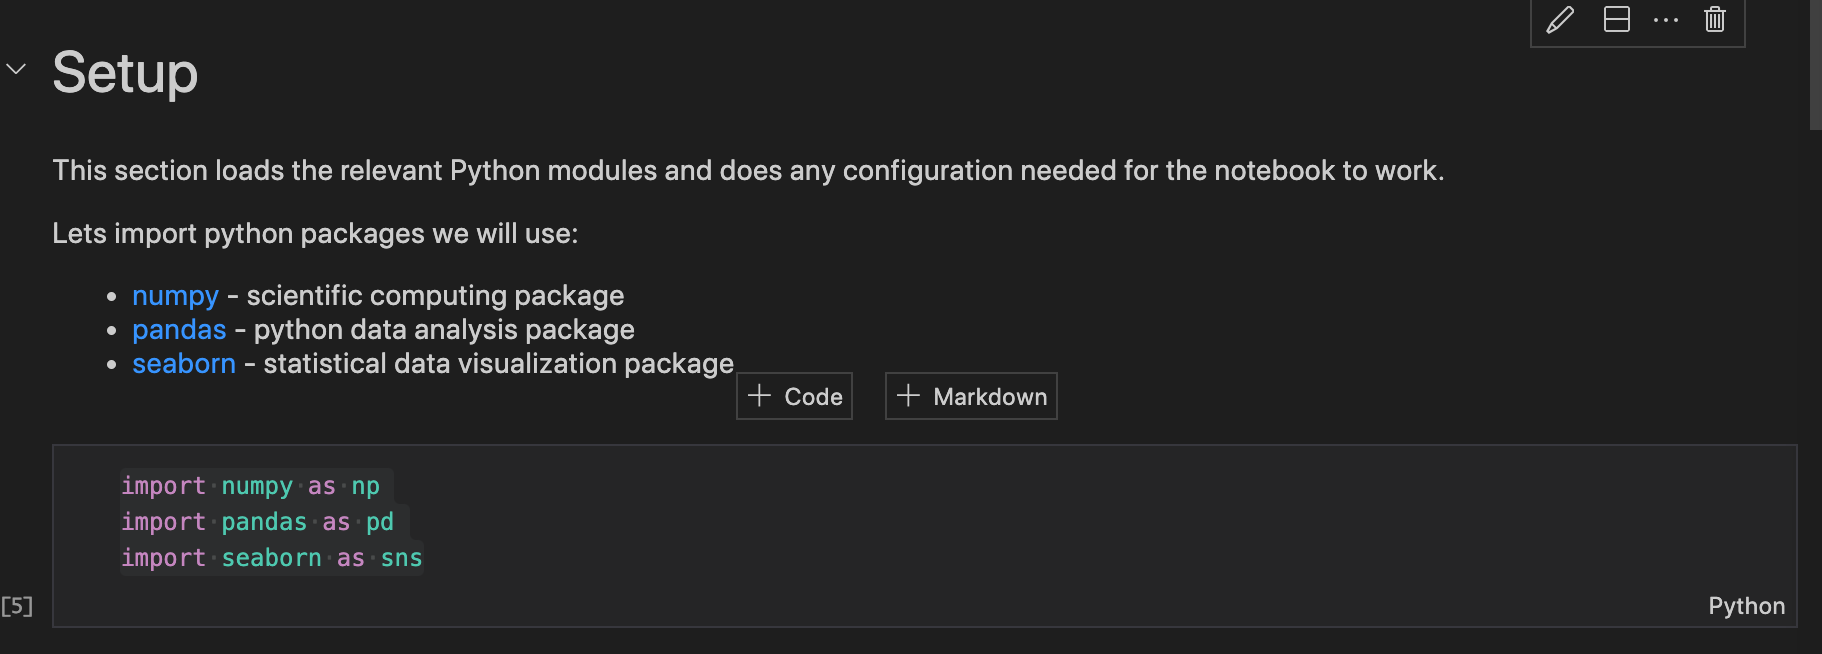 Setup
This section loads the relevant Python modules and does any configuration needed for the notebook to work.
Lets import python packages we will use:
• numpy - scientific computing package
• pandas - python data analysis package
• seaborn - statistical data visualization package
+ Code + Markdown
import numpy as np
import pandas as pd
import seaborn as sns
[5] Python